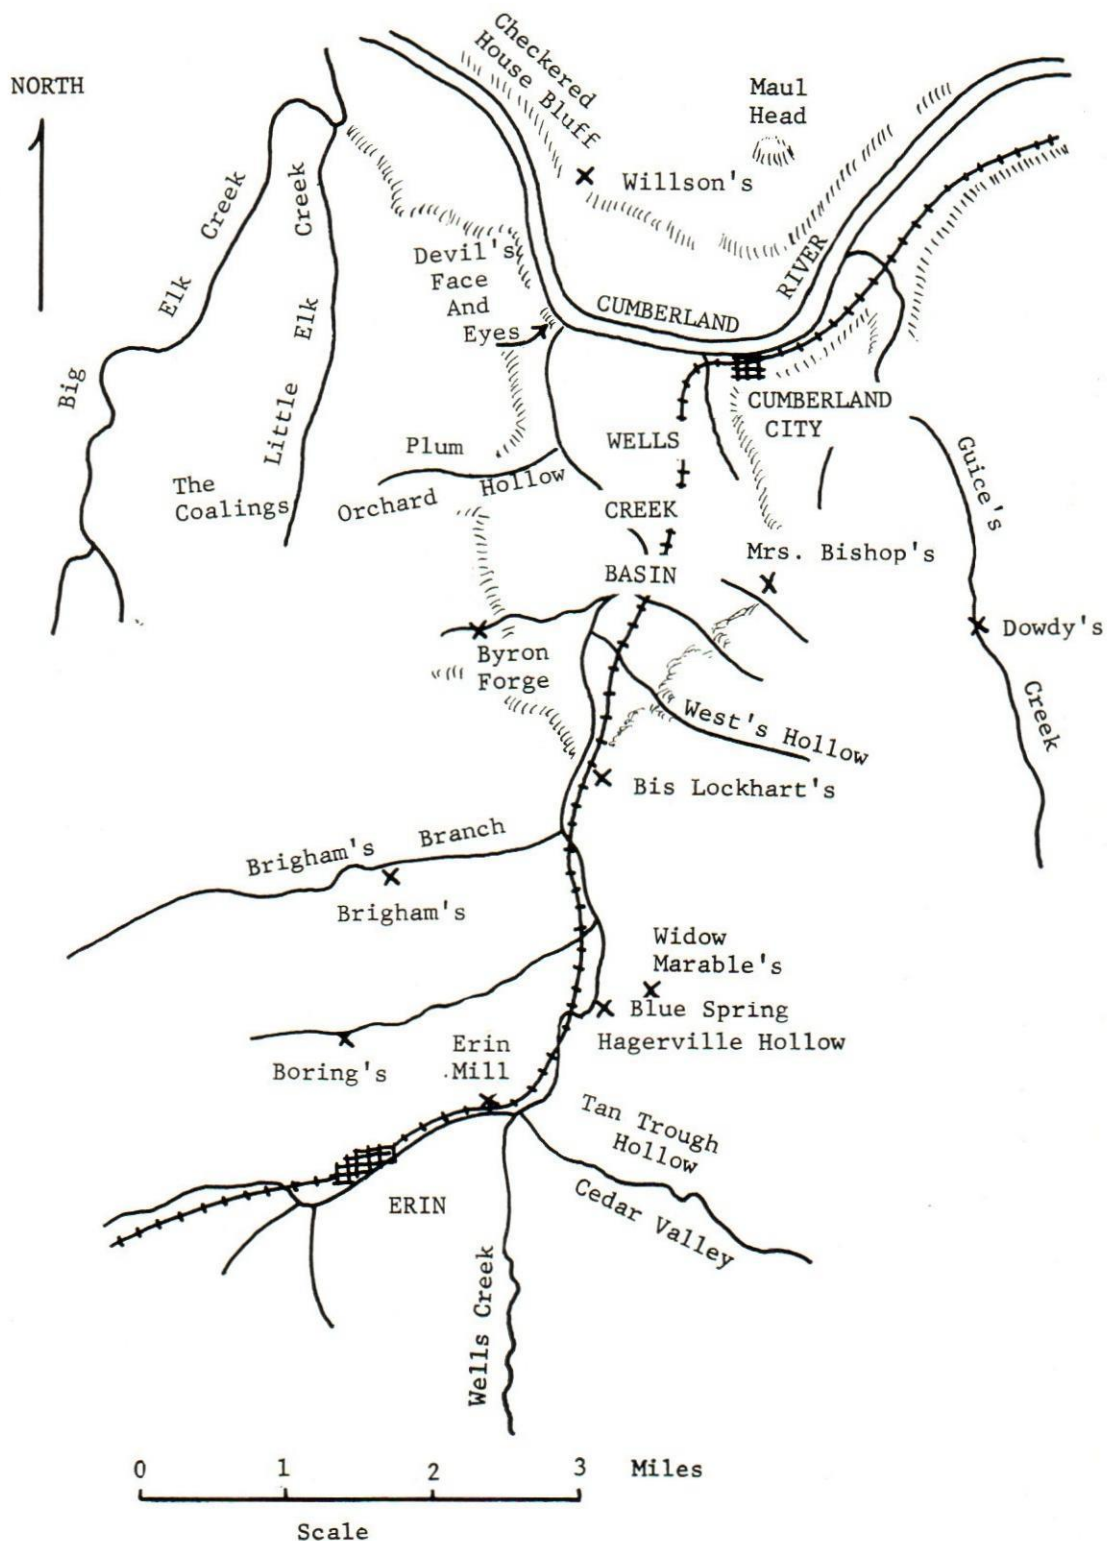 NORTH
Checkered
House Bluff
Maul
Head
Willson's
Big Elk Creek
Little Elk Creek
Devil's
Face
And
Eyes
CUMBERLAND RIVER
CUMBERLAND
CITY
WELLS
CREEK
BASIN
Plum
Orchard Hollow
The
Coalings
Guice's Creek
Mrs. Bishop's
Dowdy's
Byron
Forge
West's Hollow
Bis Lockhart's
Brigham's Branch
Brigham's
Widow
Marable's
Blue Spring
Hagerville Hollow
Boring's
Erin
Mill
Tan Trough
Hollow
Cedar Valley
ERIN
Wells Creek
0 1 2 3 Miles
Scale